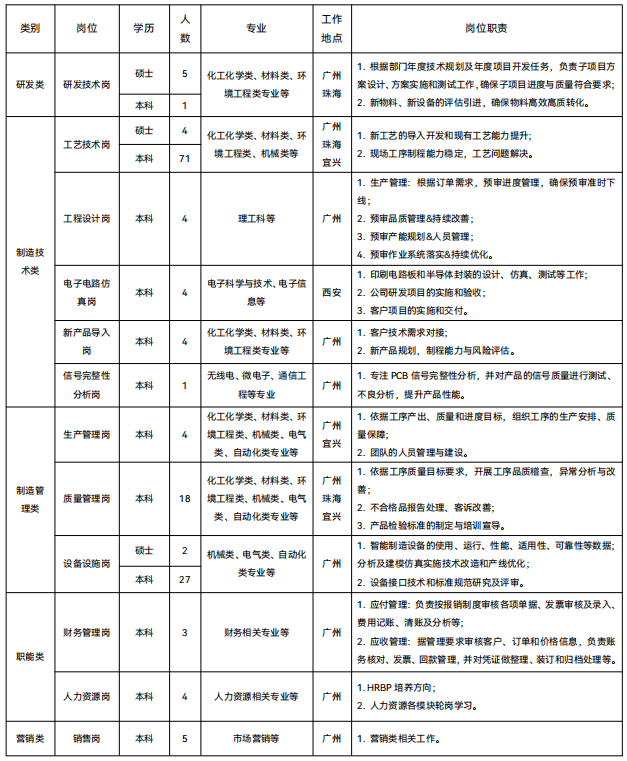 类别 岗位 学历 人数 专业 工作地点 岗位职责
研发类 研发技术岗
硕士 5
本科 1
化工化学类、材料类、环
境工程类专业等
广州
珠海
1. 根据部门年度技术规划及年度项目开发任务，负责子项目方
案设计、方案实施和测试工作，确保子项目进度与质量符合要求；
2. 新物料、新设备的评估引进，确保物料高效高质转化。
制造技
术类
工艺技术岗
硕士 4
本科 71
化工化学类、材料类、环
境工程类、机械类等
广州
珠海
宜兴
1. 新工艺的导入开发和现有工艺能力提升；
2. 现场工序制程能力稳定，工艺问题解决。
工程设计岗 本科 4 理工科等 广州
1. 生产管理：根据订单需求，预审进度管理，确保预审准时下
线；
2. 预审品质管理&持续改善；
3. 预审产能规划&人员管理；
4. 预审作业系统落实&持续优化。
电子电路仿
真岗
本科 4
电子科学与技术、电子信
息等
西安
1. 印刷电路板和半导体封装的设计、仿真、测试等工作；
2. 公司研发项目的实施和验收；
3. 客户项目的实施和交付。
新产品导入
岗
本科 4
化工化学类、材料类、环
境工程类专业等
广州
1. 客户技术需求对接；
2. 新产品规划，制程能力与风险评估。
信号完整性
分析岗
本科 1
无线电、微电子、通信工
程等专业
广州
1. 专注 PCB 信号完整性分析，并对产品的信号质量进行测试、
不良分析，提升产品性能。
制造管
理类
生产管理岗 本科 4
化工化学类、材料类、环
境工程类、机械类、电气
类、自动化类专业等
广州
宜兴
1. 依据工序产出、质量和进度目标，组织工序的生产安排、质
量保障；
2. 团队的人员管理与建设。
质量管理岗 本科 18
化工化学类、材料类、环
境工程类、机械类、电气
类、自动化类专业等
广州
珠海
宜兴
1. 依据工序质量目标要求，开展工序品质稽查，异常分析与改
善；
2. 不合格品报告处理、客诉改善；
3. 产品检验标准的制定与培训宣导。
设备设施岗
硕士 2
本科 27
机械类、电气类、自动化
类专业等
广州
1. 智能制造设备的使用、运行、性能、适用性、可靠性等数据；
分析及建模仿真实施技术改造和产线优化；
2. 设备接口技术和标准规范研究及评审。
职能类
财务管理岗 本科 3 财务相关专业等 广州
1. 应付管理：负责按报销制度审核各项单据、发票审核及录入、
费用记账、清账及分析等；
2. 应收管理：据管理要求审核客户、订单和价格信息，负责账
务核对、发票、回款管理，并对凭证做整理、装订和归档处理等。
人力资源岗 本科 4 人力资源相关专业等 广州
1. HRBP 培养方向；
2. 人力资源各模块轮岗学习。
营销类 销售岗 本科 5 市场营销等 广州 1. 营销类相关工作。